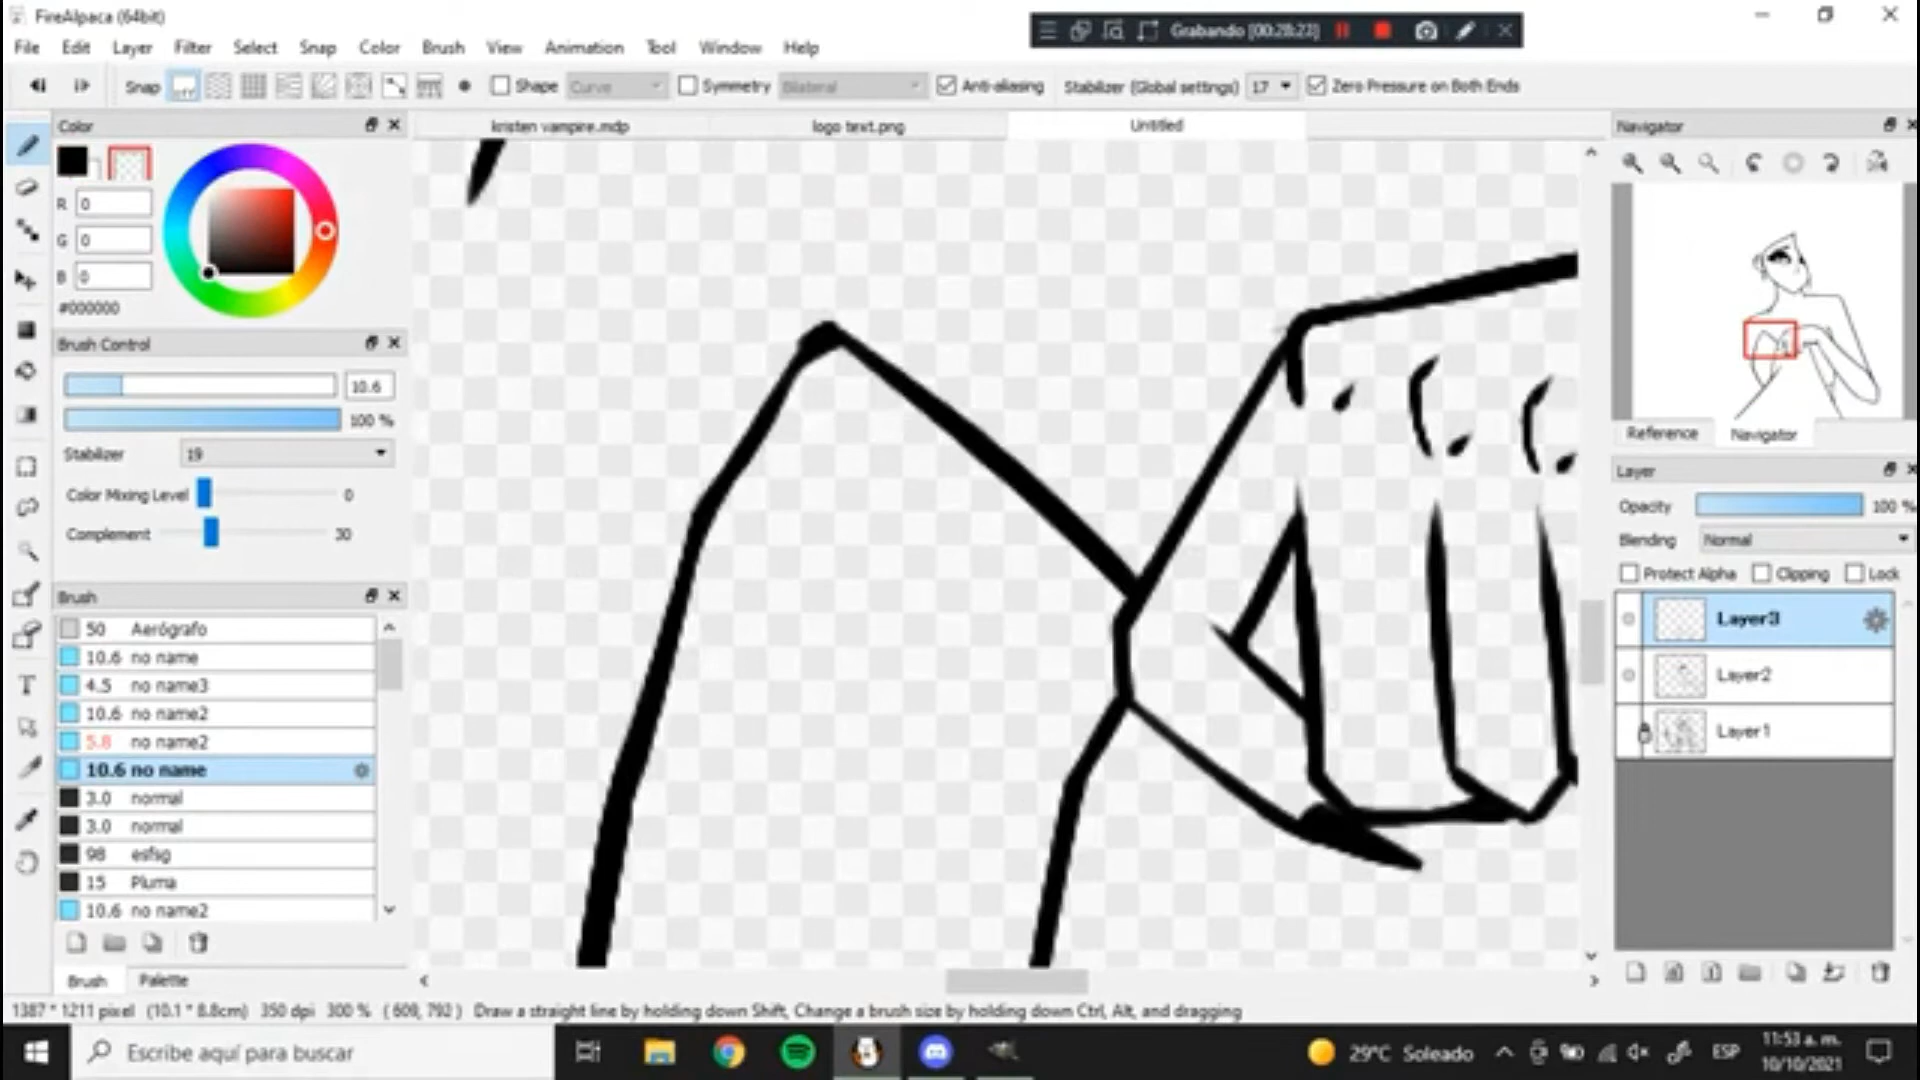 FireAlpaca (64bit)
Grabando [00:28:23]
File Edit Layer Filter Select Snap Color Brush View Animation Tool Window Help
Snap Shape Curve Symmetry Bilateral Anti-aliasing Stabilizer (Global settings) 17 Zero Pressure on Both Ends
Color
kristen vampire.mdp logo text.png Untitled
Navigator
R 0
G 0
B 0
#000000
Brush Control
10.6
100 %
Stabilizer 19
Color Mixing Level 0
Complement 30
Brush
50 Aerógrafo
10.6 no name
4.5 no name3
10.6 no name2
5.8 no name2
10.6 no name
3.0 normal
3.0 normal
98 esfsg
15 Pluma
10.6 no name2
Brush Palette
Reference Navigator
Layer
Opacity 100 %
Blending Normal
Protect Alpha Clipping Lock
Layer3
Layer2
Layer1
1387 * 1211 pixel (10.1 * 8.8cm) 350 dpi 300 % ( 609, 792 ) Draw a straight line by holding down Shift, Change a brush size by holding down Ctrl, Alt, and dragging
Escribe aquí para buscar
29°C Soleado
ESP
11:53 a. m.
10/10/2021